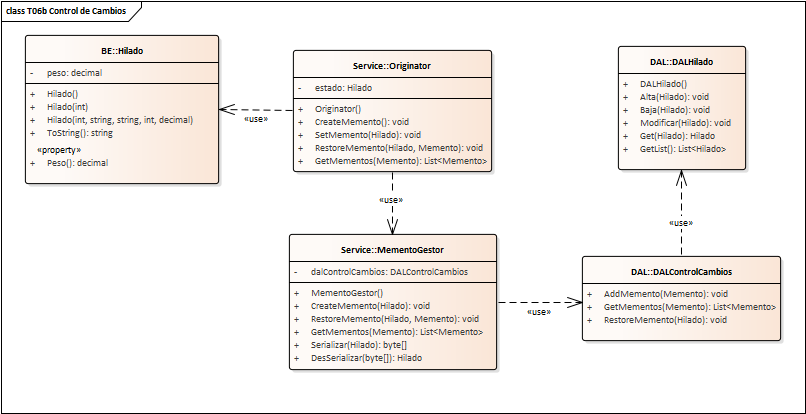 class T06b Control de Cambios
BE::Hilado
- peso: decimal
+ Hilado()
+ Hilado(int)
+ Hilado(int, string, string, int, decimal)
+ ToString(): string
«property»
+ Peso(): decimal
«use»
Service::Originator
- estado: Hilado
+ Originator()
+ CreateMemento(): void
+ SetMemento(Hilado): void
+ RestoreMemento(Hilado, Memento): void
+ GetMementos(Memento): List<Memento>
DAL::DALHilado
+ DALHilado()
+ Alta(Hilado): void
+ Baja(Hilado): void
+ Modificar(Hilado): void
+ Get(Hilado): Hilado
+ GetList(): List<Hilado>
«use»
«use»
Service::MementoGestor
- dalControlCambios: DALControlCambios
+ MementoGestor()
+ CreateMemento(Hilado): void
+ RestoreMemento(Hilado, Memento): void
+ GetMementos(Memento): List<Memento>
+ Serializar(Hilado): byte[]
+ DesSerializar(byte[]): Hilado
«use»
DAL::DALControlCambios
+ AddMemento(Memento): void
+ GetMementos(Memento): List<Memento>
+ RestoreMemento(Hilado): void